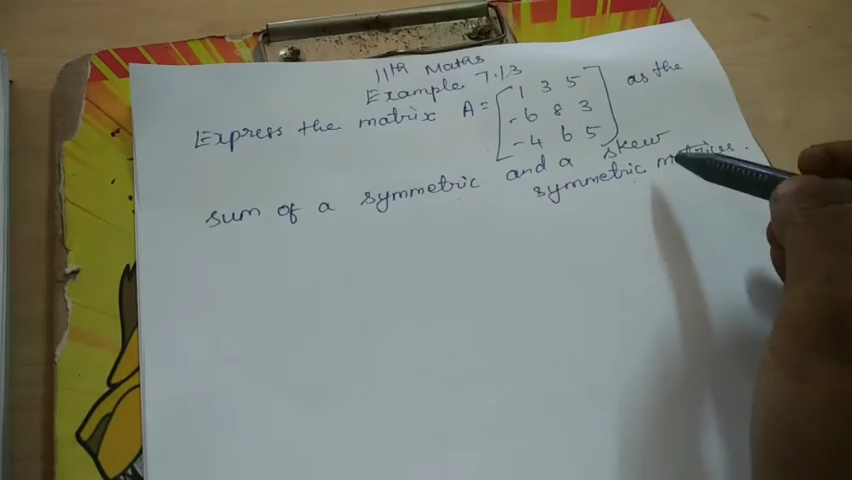 11th Maths
Example 7.13
Express the matrix A = [1 3 5
-6 8 3
-4 6 5] as the
sum of a symmetric and a skew
symmetric matrices.